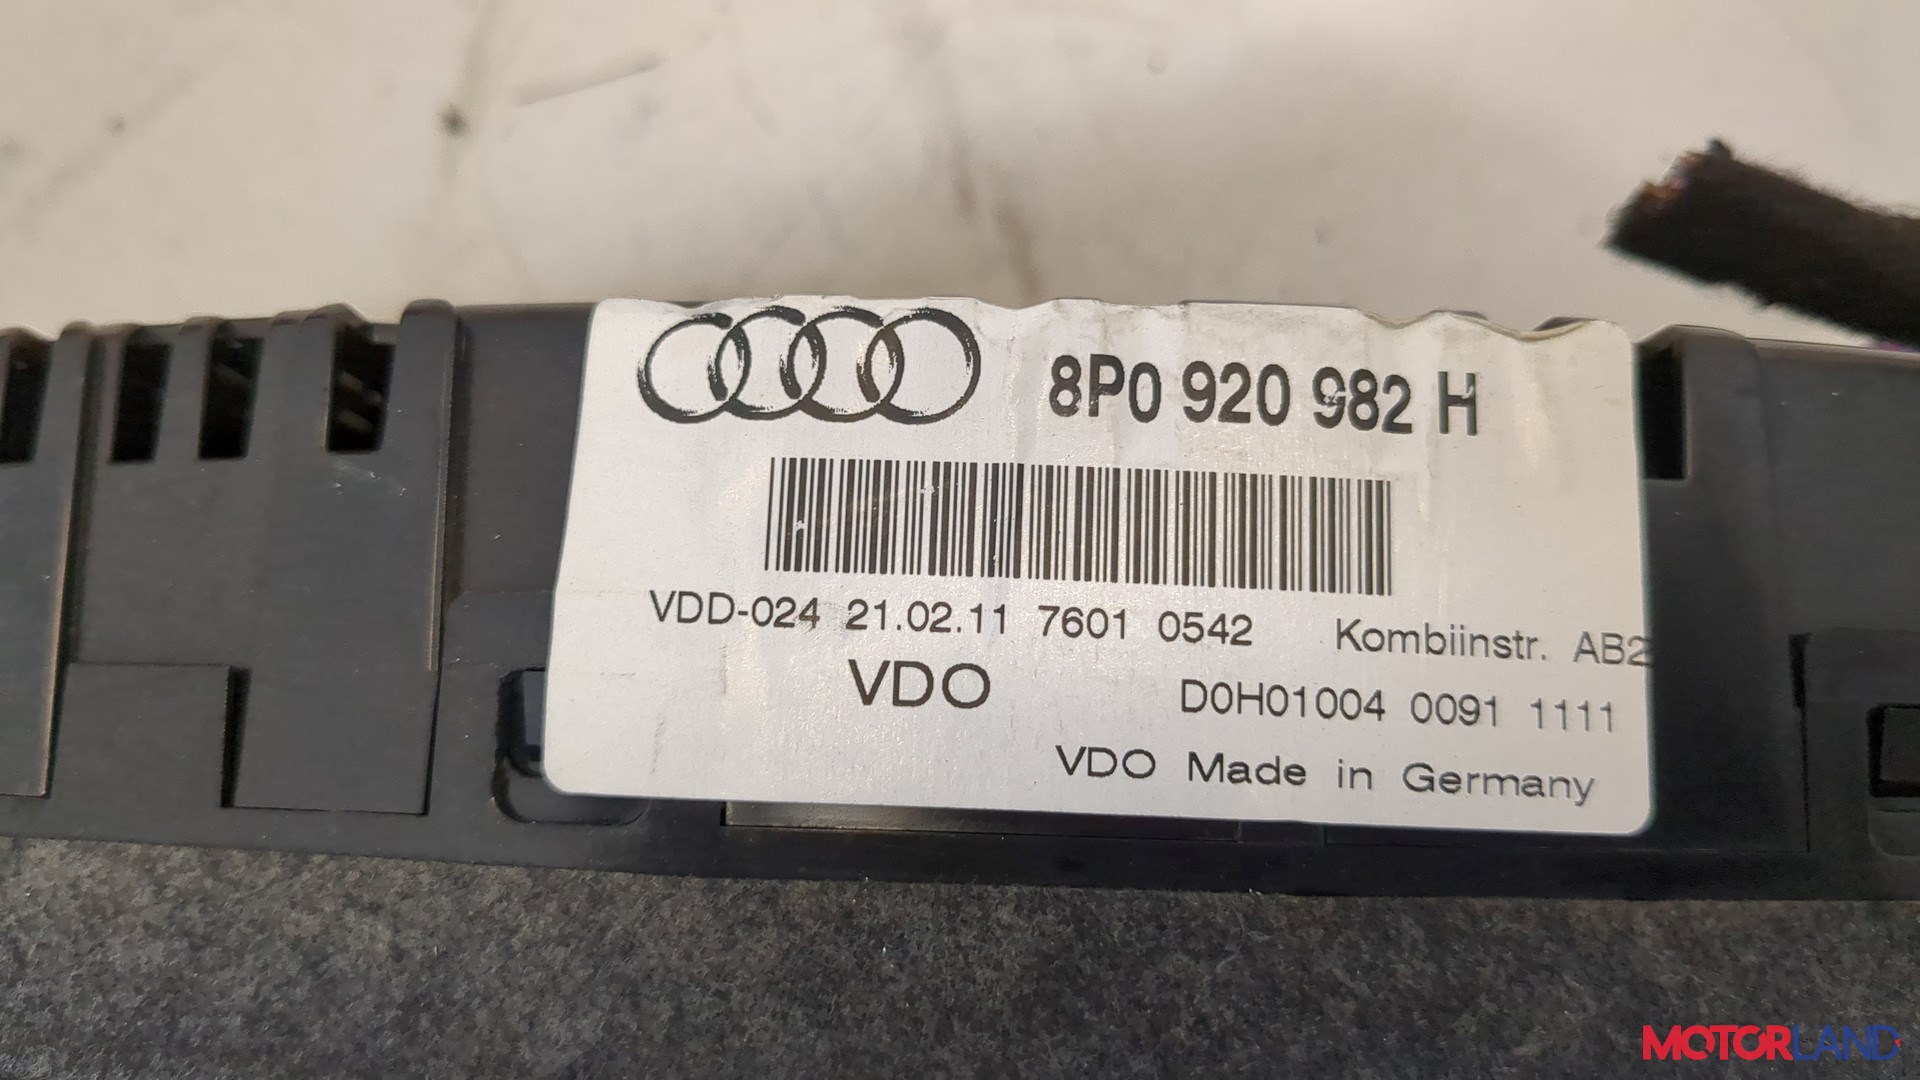 8P0 920 982 H
VDD-024 21.02.11 7601 0542 Kombiinstr. AB2
VDO D0H01004 0091 1111
VDO Made in Germany
MOTORLAND